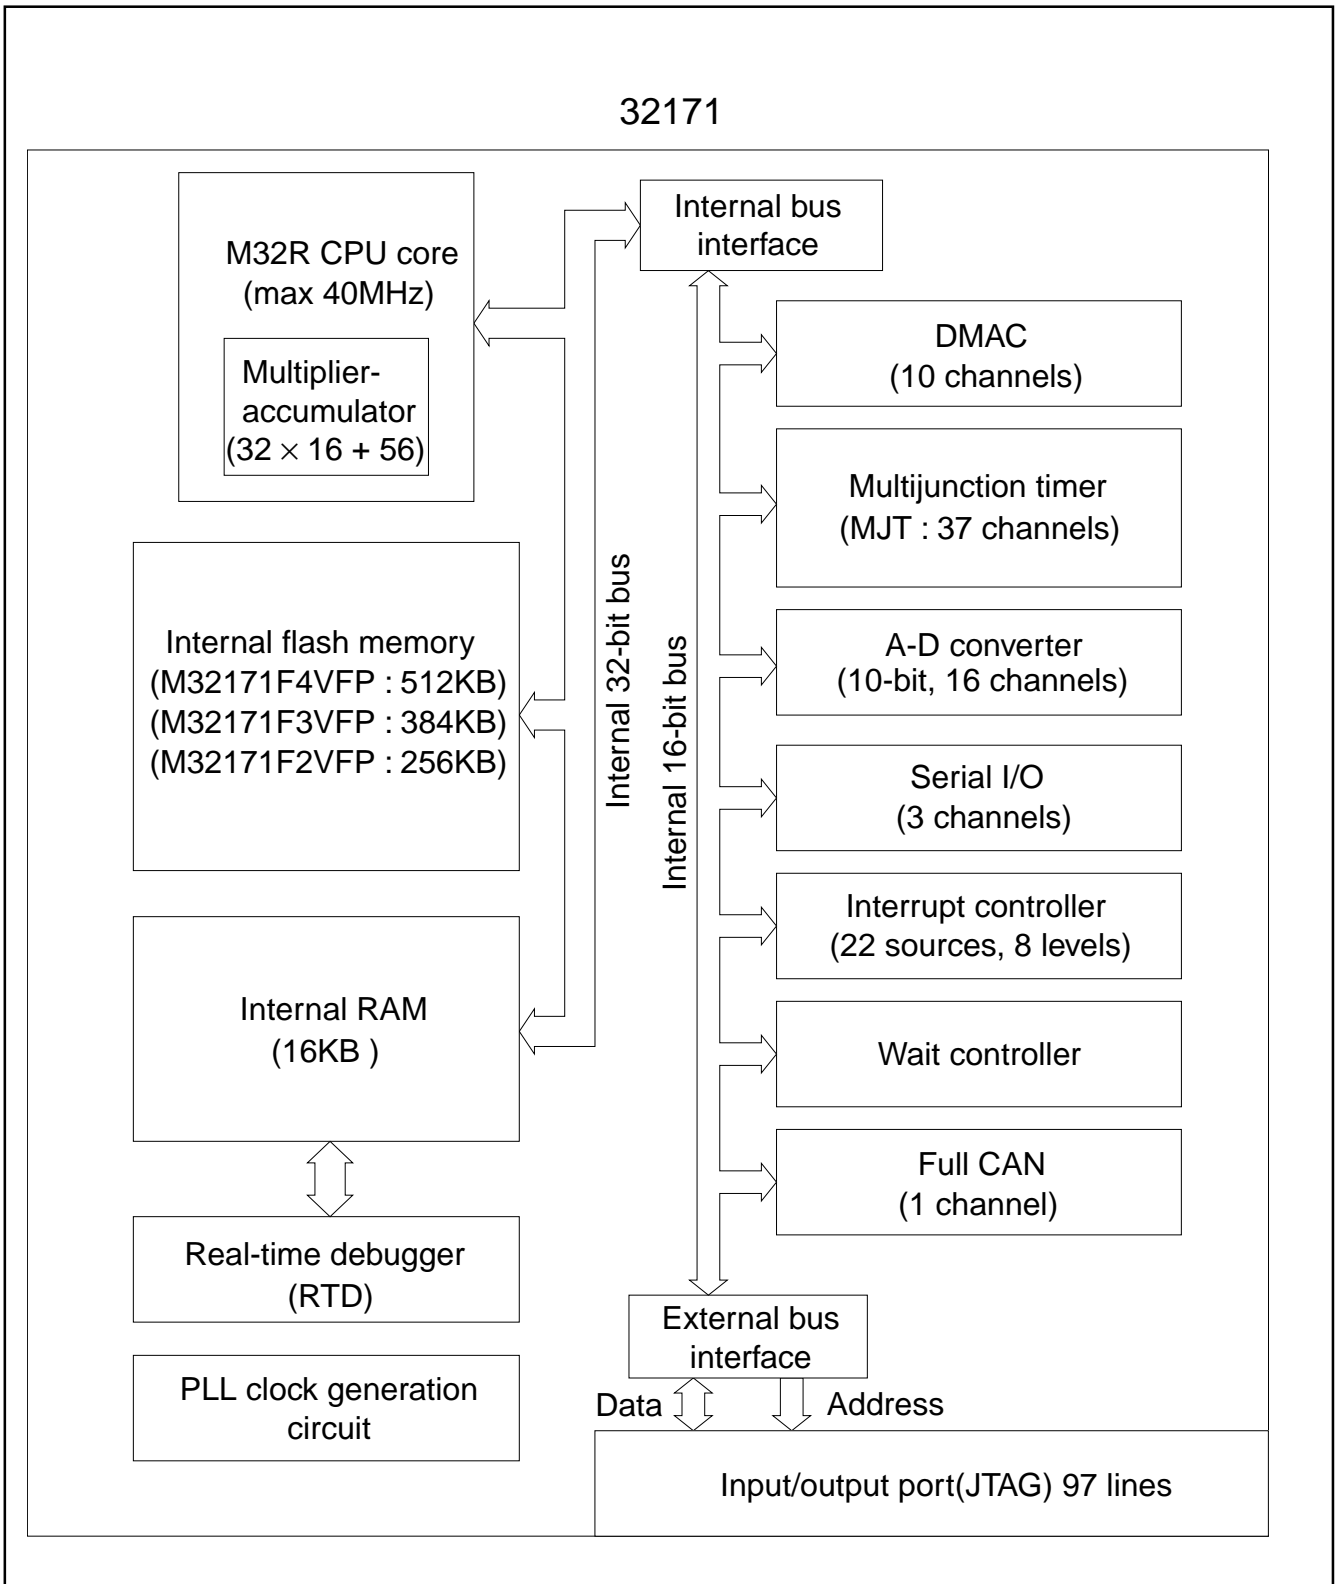 32171
M32R CPU core
(max 40MHz)
Multiplier-
accumulator
(32 × 16 + 56)
Internal flash memory
(M32171F4VFP : 512KB)
(M32171F3VFP : 384KB)
(M32171F2VFP : 256KB)
Internal RAM
(16KB )
Real-time debugger
(RTD)
PLL clock generation
circuit
Internal 32-bit bus
Internal 16-bit bus
Internal bus
interface
DMAC
(10 channels)
Multijunction timer
(MJT : 37 channels)
A-D converter
(10-bit, 16 channels)
Serial I/O
(3 channels)
Interrupt controller
(22 sources, 8 levels)
Wait controller
Full CAN
(1 channel)
External bus
interface
Data
Address
Input/output port(JTAG) 97 lines